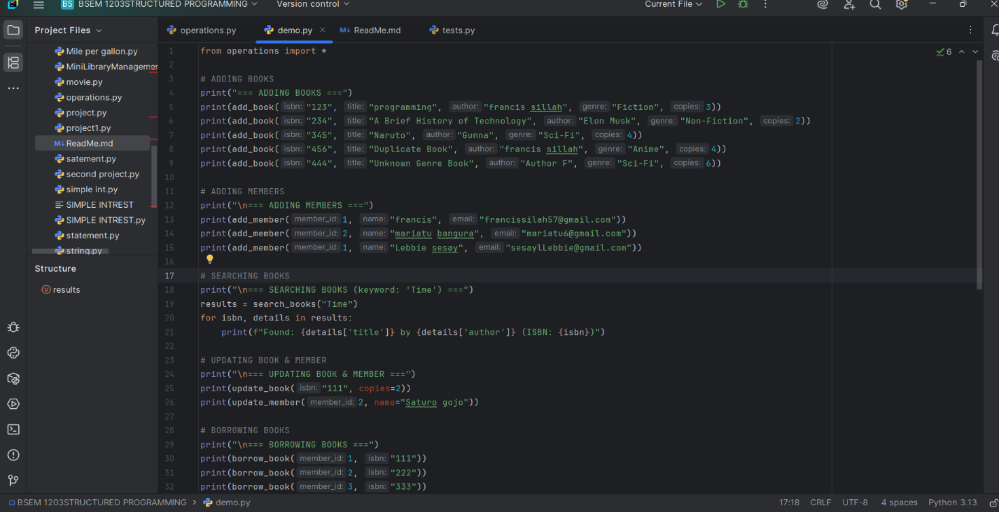 BS BSEM 1203STRUCTURED PROGRAMMING Version control Current File
Project Files
operations.py demo.py ReadMe.md tests.py
Mile per gallon.py
MiniLibraryManagemer
movie.py
operations.py
project.py
project1.py
ReadMe.md
satement.py
second project.py
simple int.py
SIMPLE INTREST
SIMPLE INTREST.py
statement.py
string.py
Structure
results
6
1 from operations import *
2
3 # ADDING BOOKS
4 print("=== ADDING BOOKS ===")
5 print(add_book( isbn: "123", title: "programming", author: "francis sillah", genre: "Fiction", copies: 3))
6 print(add_book( isbn: "234", title: "A Brief History of Technology", author: "Elon Musk", genre: "Non-Fiction", copies: 2))
7 print(add_book( isbn: "345", title: "Naruto", author: "Gunna", genre: "Sci-Fi", copies: 4))
8 print(add_book( isbn: "456", title: "Duplicate Book", author: "francis sillah", genre: "Anime", copies: 4))
9 print(add_book( isbn: "444", title: "Unknown Genre Book", author: "Author F", genre: "Sci-Fi", copies: 6))
10
11 # ADDING MEMBERS
12 print("\n=== ADDING MEMBERS ===")
13 print(add_member( member_id: 1, name: "francis", email: "francissilah57@gmail.com"))
14 print(add_member( member_id: 2, name: "mariatu bangura", email: "mariatu6@gmail.com"))
15 print(add_member( member_id: 1, name: "Lebbie sesay", email: "sesaylLebbie@gmail.com"))
16
17 # SEARCHING BOOKS
18 print("\n=== SEARCHING BOOKS (keyword: 'Time') ===")
19 results = search_books("Time")
20 for isbn, details in results:
21 print(f"Found: {details['title']} by {details['author']} (ISBN: {isbn})")
22
23 # UPDATING BOOK & MEMBER
24 print("\n=== UPDATING BOOK & MEMBER ===")
25 print(update_book( isbn: "111", copies=2))
26 print(update_member( member_id: 2, name="Saturo gojo"))
27
28 # BORROWING BOOKS
29 print("\n=== BORROWING BOOKS ===")
30 print(borrow_book( member_id: 1, isbn: "111"))
31 print(borrow_book( member_id: 2, isbn: "222"))
32 print(borrow_book( member_id: 3, isbn: "333"))
BSEM 1203STRUCTURED PROGRAMMING > demo.py 17:18 CRLF UTF-8 4 spaces Python 3.13